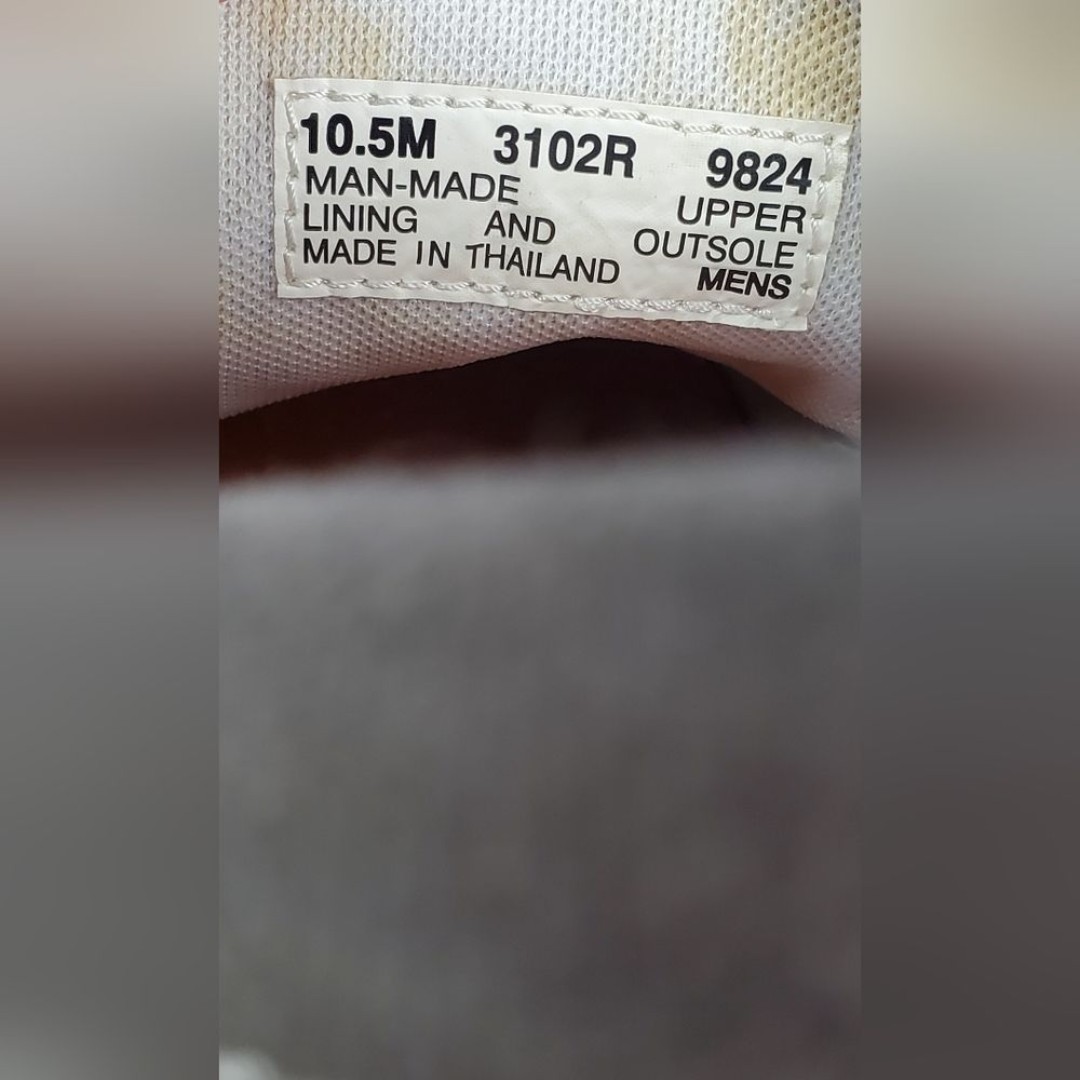 10.5M 3102R 9824
MAN-MADE UPPER
LINING AND OUTSOLE
MADE IN THAILAND MENS